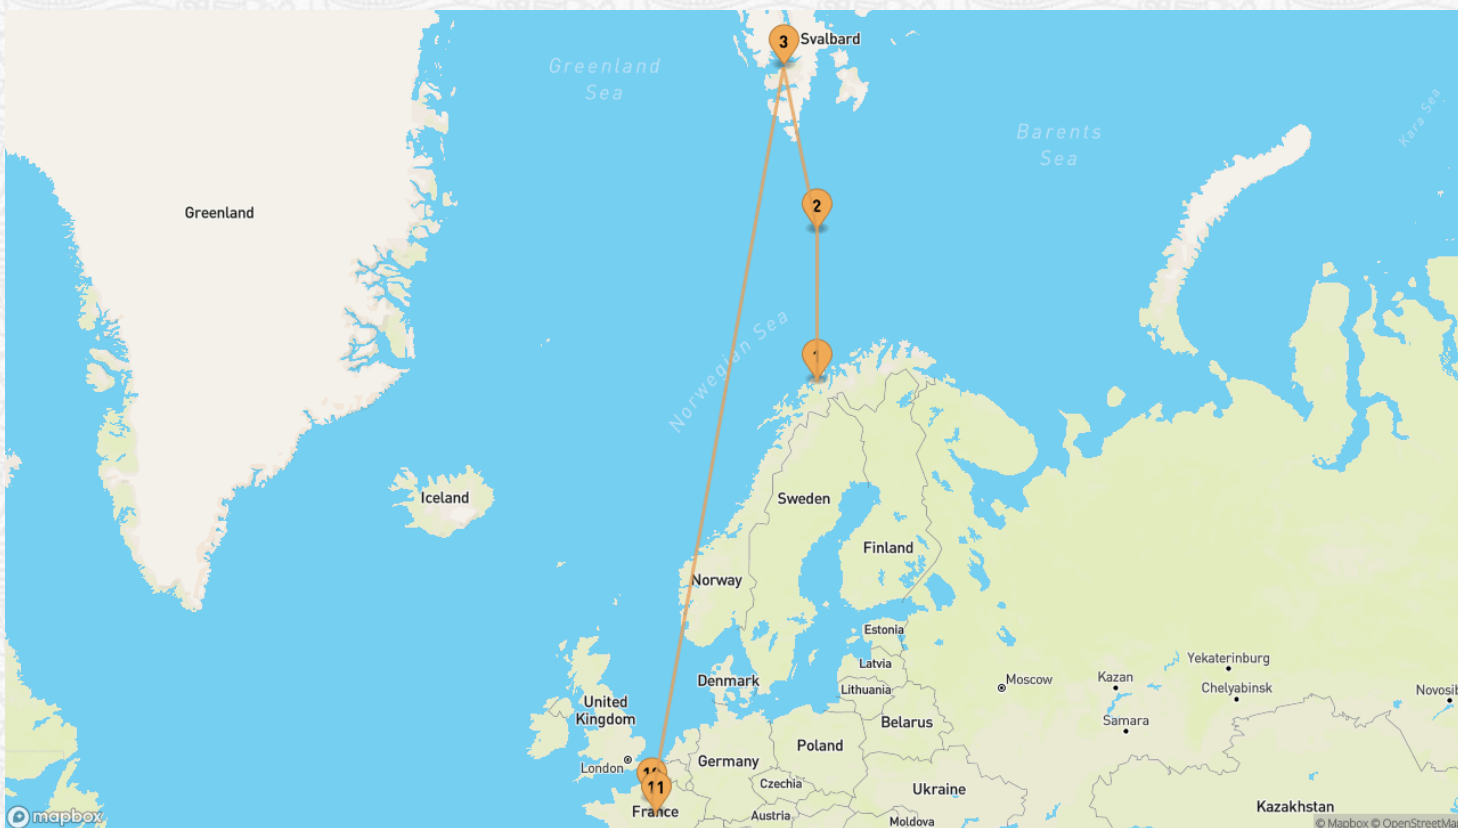 3
Svalbard
Greenland
Sea
Barents
Sea
Kara Sea
2
Greenland
Norwegian Sea
Iceland
Sweden
Finland
Norway
Estonia
Latvia
Lithuania
Denmark
Moscow
Kazan
Yekaterinburg
Chelyabinsk
Samara
United
Kingdom
Belarus
London
Poland
Germany
Czechia
Ukraine
11
France
Austria
Moldova
Kazakhstan
mapbox
© Mapbox